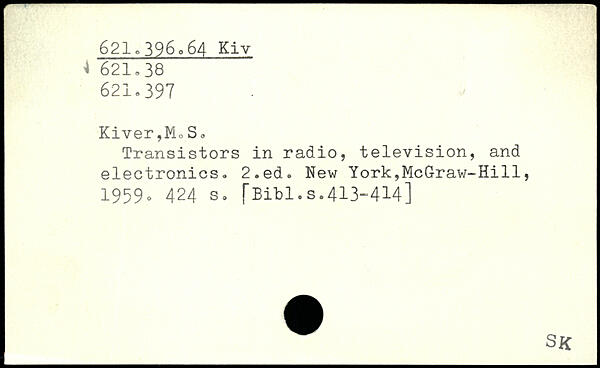 621.396.64 Kiv
621.38
621.397
Kiver,M.S.
Transistors in radio, television, and
electronics. 2.ed. New York,McGraw-Hill,
1959. 424 s. [Bibl.s.413-414]
SK